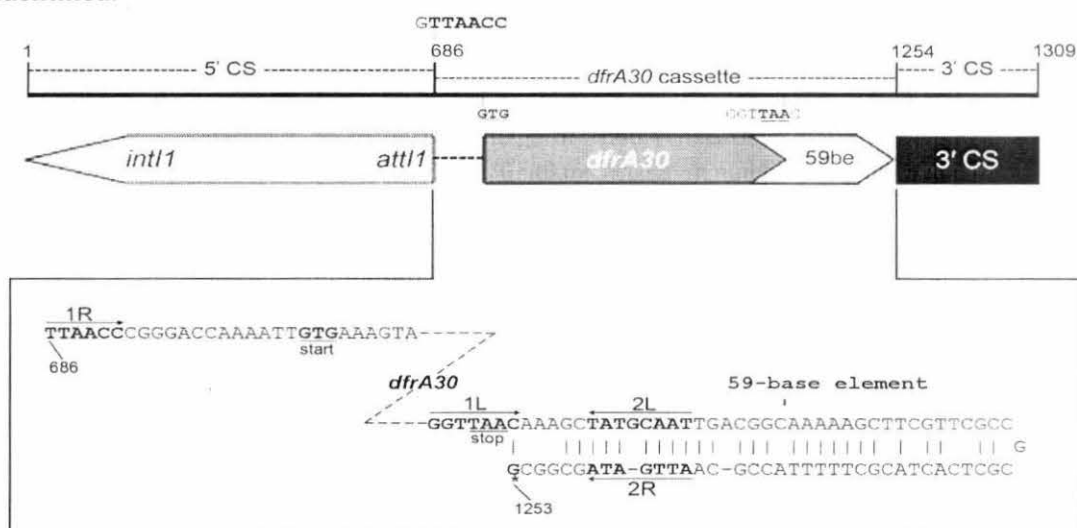 GTTAACC
1 686 1254 1309
5' CS dfrA30 cassette 3' CS
GTG GGTTAAC
intI1 attI1 dfrA30 59be 3' CS
1R
TTAACCCGGGACCAAAATTGTGAAAGTA
start
686
dfrA30
59-base element
1L 2L
GGTTAACAAAGCTATGCAATTGACGGCAAAAAGCTTCGTTCGCC
stop
G
GCGGCGATA-GTTAAC-GCCATTTTTCGCATCACTCGC
2R
1253